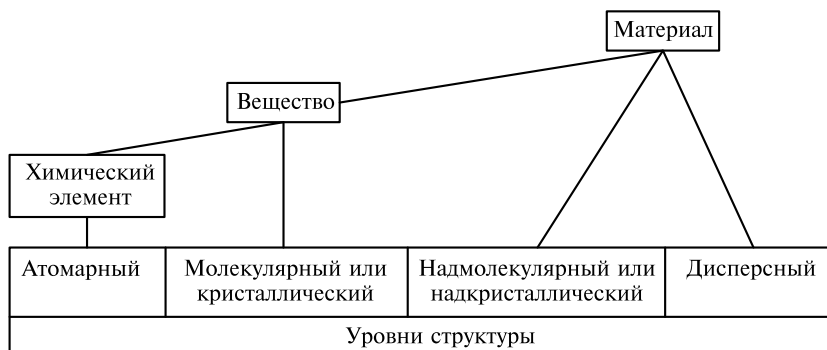 Материал
Вещество
Химический
элемент
Атомарный
Молекулярный или
кристаллический
Надмолекулярный или
надкристаллический
Дисперсный
Уровни структуры